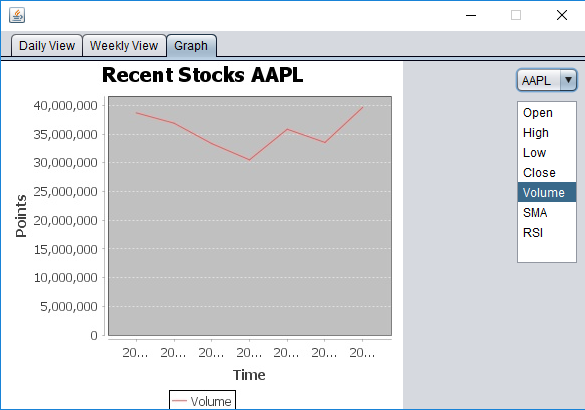 Daily View Weekly View Graph
Recent Stocks AAPL
AAPL
Open
High
Low
Close
Volume
SMA
RSI
Points
40,000,000
35,000,000
30,000,000
25,000,000
20,000,000
15,000,000
10,000,000
5,000,000
0
20... 20... 20... 20... 20... 20... 20...
Time
Volume